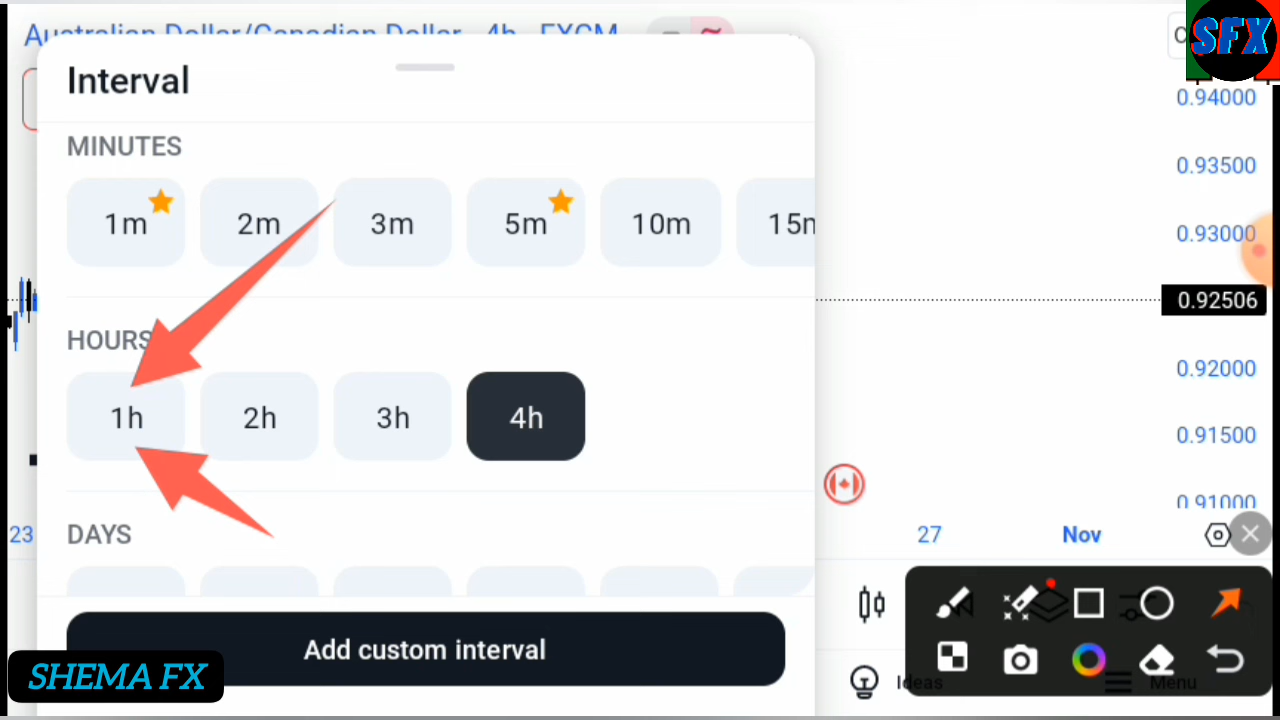 Australian Dollar/Canadian Dollar · 4h · FXCM
SFX
Interval
0.94000
MINUTES
0.93500
1m 2m 3m 5m 10m
0.93000
0.92506
HOURS
0.92000
1h 2h 3h 4h
0.91500
0.91000
DAYS
23 27 Nov
Add custom interval
SHEMA FX
Ideas Menu